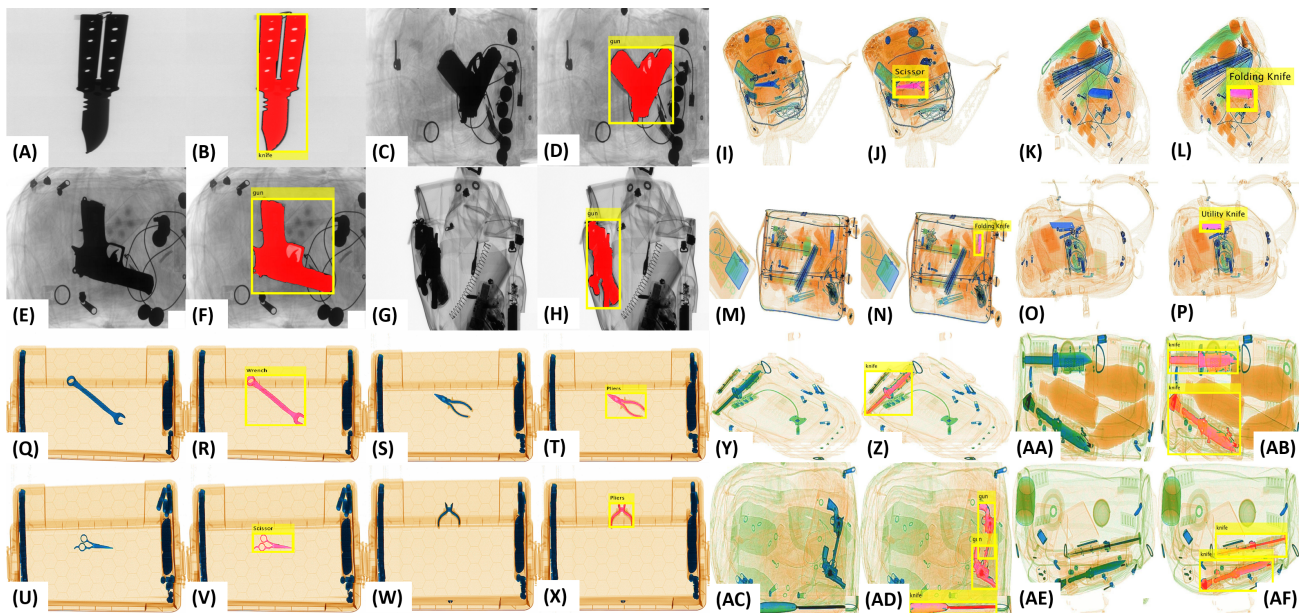 gun
Scissor
Folding Knife
knife
(A)
(B)
(C)
(D)
(I)
(J)
(K)
(L)
gun
gun
Folding Knife
Utility Knife
(E)
(F)
(G)
(H)
(M)
(N)
(O)
(P)
Wrench
Pliers
knife
knife
knife
(Q)
(R)
(S)
(T)
(Y)
(Z)
(AA)
(AB)
Scissor
Pliers
gun
gun
knife
knife
knife
(U)
(V)
(W)
(X)
(AC)
(AD)
(AE)
(AF)